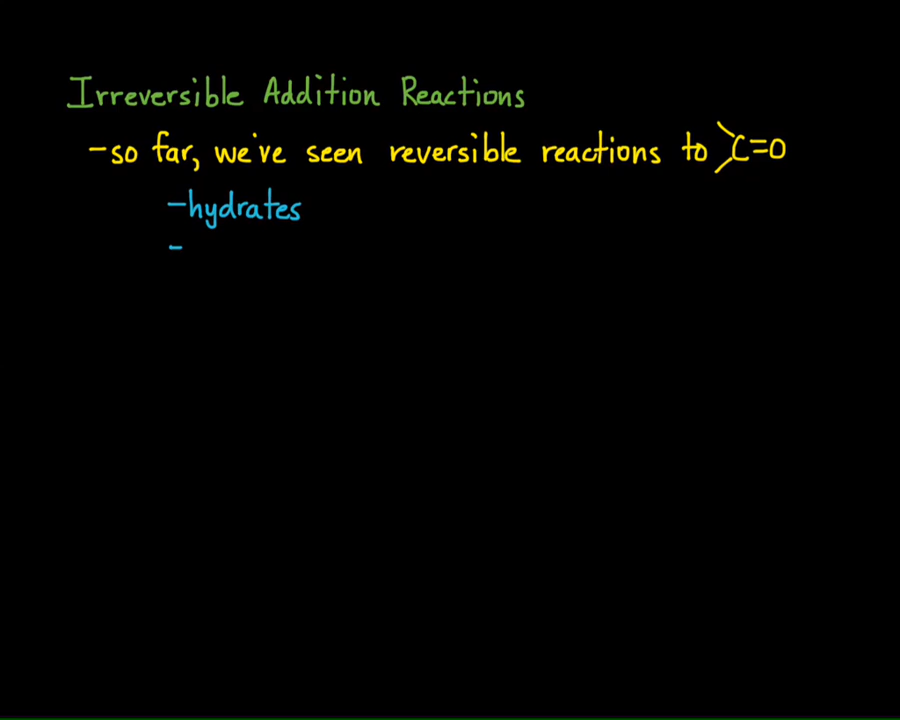 Irreversible Addition Reactions
-so far, we've seen reversible reactions to >C=O
-hydrates
-